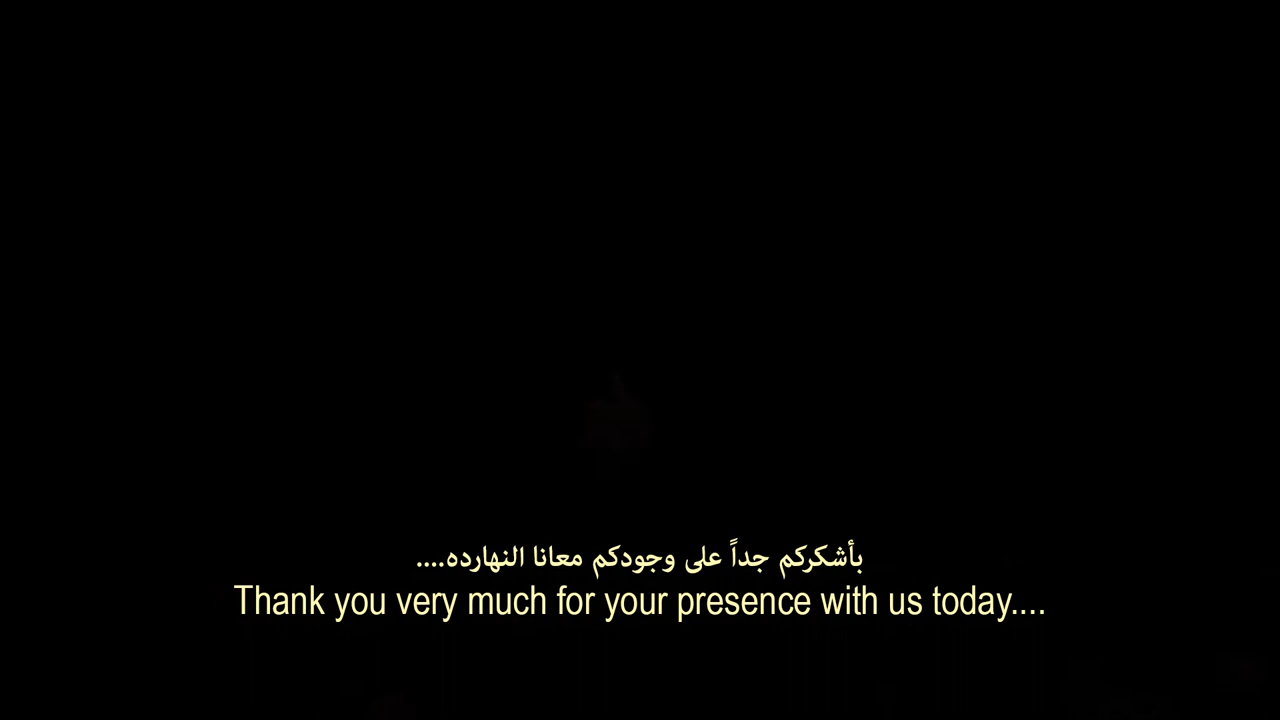 بأشكركم جداً على وجودكم معانا النهارده....
Thank you very much for your presence with us today....